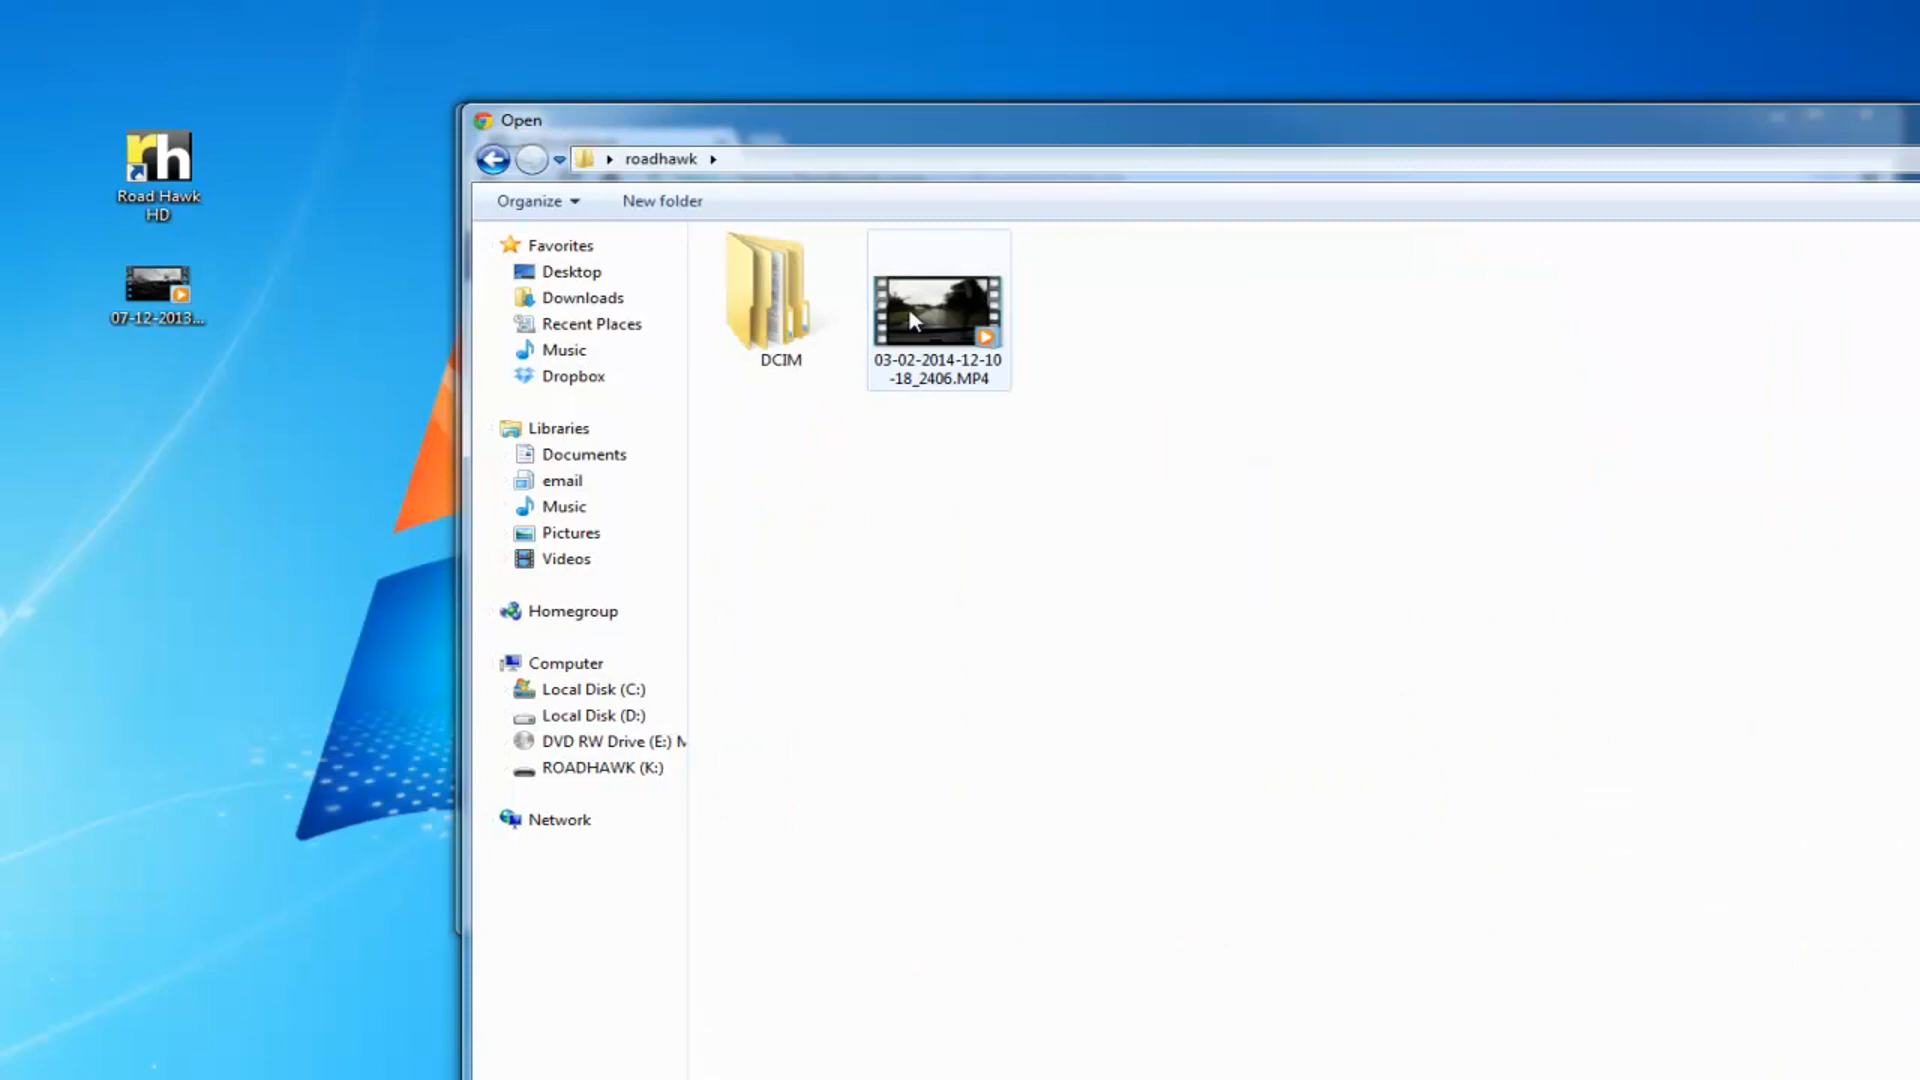 rh
Road Hawk
HD
07-12-2013...
Open
roadhawk
Organize
New folder
Favorites
Desktop
Downloads
Recent Places
Music
Dropbox
Libraries
Documents
email
Music
Pictures
Videos
Homegroup
Computer
Local Disk (C:)
Local Disk (D:)
DVD RW Drive (E:) M
ROADHAWK (K:)
Network
DCIM
03-02-2014-12-10
-18_2406.MP4